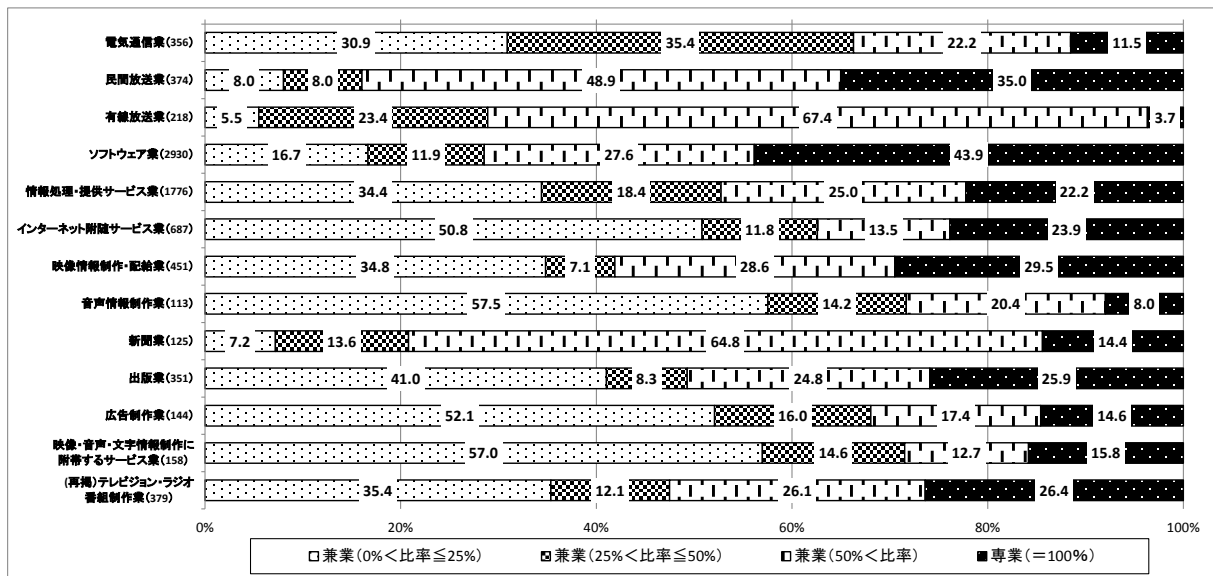 電気通信業(356)
30.9 35.4 22.2 11.5
民間放送業(374)
8.0 8.0 48.9 35.0
有線放送業(218)
5.5 23.4 67.4 3.7
ソフトウェア業(2930)
16.7 11.9 27.6 43.9
情報処理・提供サービス業(1776)
34.4 18.4 25.0 22.2
インターネット附随サービス業(687)
50.8 11.8 13.5 23.9
映像情報制作・配給業(451)
34.8 7.1 28.6 29.5
音声情報制作業(113)
57.5 14.2 20.4 8.0
新聞業(125)
7.2 13.6 64.8 14.4
出版業(351)
41.0 8.3 24.8 25.9
広告制作業(144)
52.1 16.0 17.4 14.6
映像・音声・文字情報制作に
附帯するサービス業(158)
57.0 14.6 12.7 15.8
(再掲)テレビジョン・ラジオ
番組制作業(379)
35.4 12.1 26.1 26.4
0% 20% 40% 60% 80% 100%
兼業(0%<比率≦25%) 兼業(25%<比率≦50%) 兼業(50%<比率) 専業(=100%)